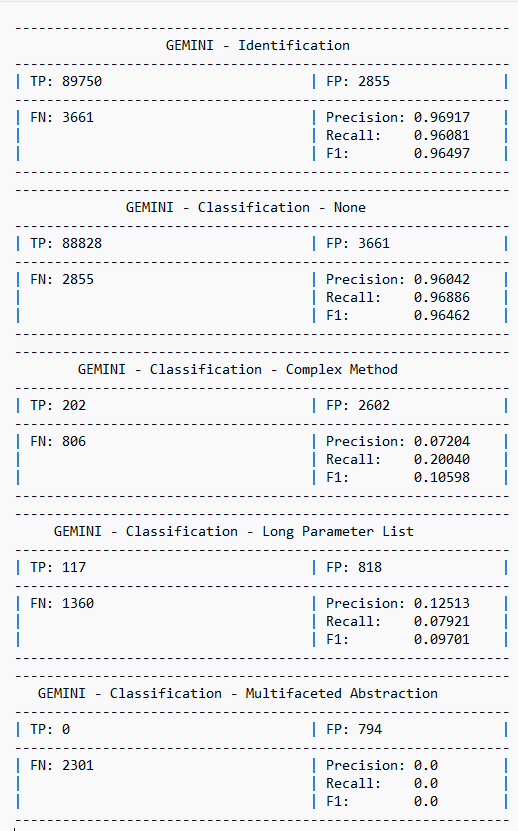 --------------------------------------------------------------
GEMINI - Identification
--------------------------------------------------------------
| TP: 89750 | FP: 2855 |
--------------------------------------------------------------
| FN: 3661 | Precision: 0.96917 |
| | Recall: 0.96081 |
| | F1: 0.96497 |
--------------------------------------------------------------
--------------------------------------------------------------
GEMINI - Classification - None
--------------------------------------------------------------
| TP: 88828 | FP: 3661 |
--------------------------------------------------------------
| FN: 2855 | Precision: 0.96042 |
| | Recall: 0.96886 |
| | F1: 0.96462 |
--------------------------------------------------------------
--------------------------------------------------------------
GEMINI - Classification - Complex Method
--------------------------------------------------------------
| TP: 202 | FP: 2602 |
--------------------------------------------------------------
| FN: 806 | Precision: 0.07204 |
| | Recall: 0.20040 |
| | F1: 0.10598 |
--------------------------------------------------------------
--------------------------------------------------------------
GEMINI - Classification - Long Parameter List
--------------------------------------------------------------
| TP: 117 | FP: 818 |
--------------------------------------------------------------
| FN: 1360 | Precision: 0.12513 |
| | Recall: 0.07921 |
| | F1: 0.09701 |
--------------------------------------------------------------
--------------------------------------------------------------
GEMINI - Classification - Multifaceted Abstraction
--------------------------------------------------------------
| TP: 0 | FP: 794 |
--------------------------------------------------------------
| FN: 2301 | Precision: 0.0 |
| | Recall: 0.0 |
| | F1: 0.0 |
--------------------------------------------------------------